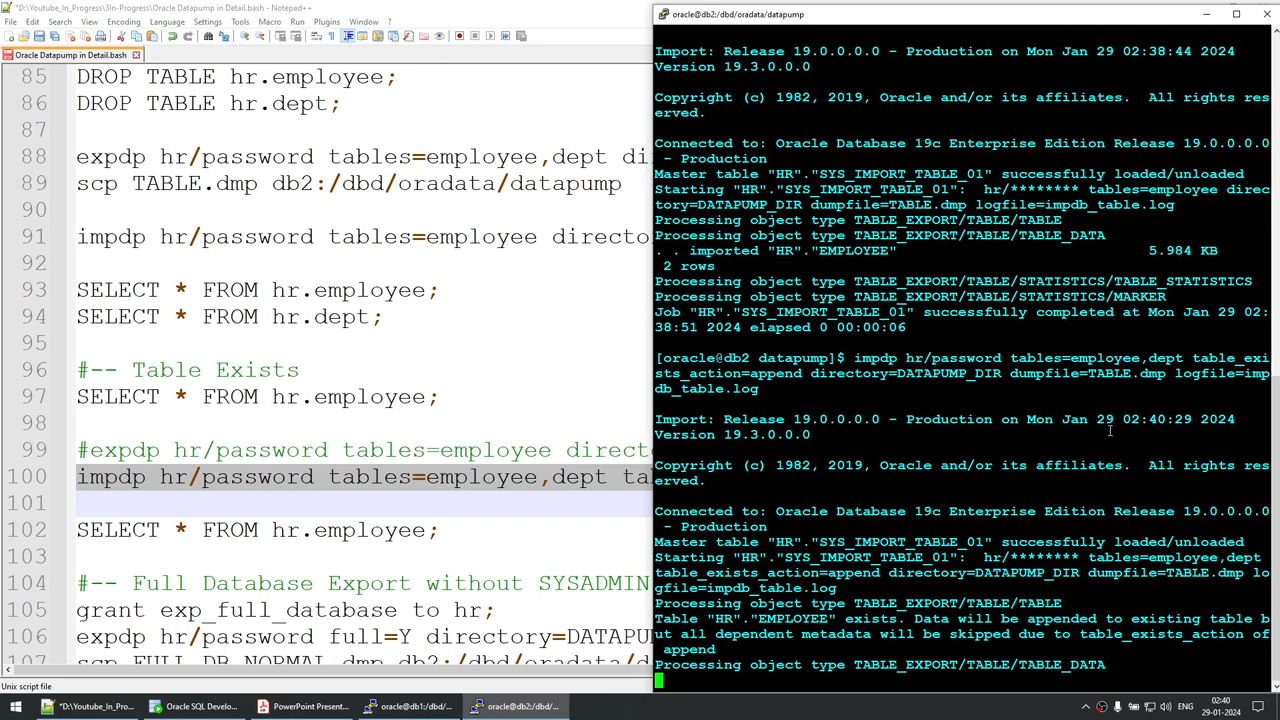 *D:\Youtube_In_Progress\3In-Progress\Oracle Datapump in Detail.bash - Notepad++
File Edit Search View Encoding Language Settings Tools Macro Run Plugins Window ?
Oracle Datapump in Detail.bash
85 DROP TABLE hr.employee;
86 DROP TABLE hr.dept;
87
88 expdp hr/password tables=employee,dept di
89 scp TABLE.dmp db2:/dbd/oradata/datapump
90
91 impdp hr/password tables=employee directo
92
93 SELECT * FROM hr.employee;
94 SELECT * FROM hr.dept;
95
96 #-- Table Exists
97 SELECT * FROM hr.employee;
98
99 #expdp hr/password tables=employee direct
100 impdp hr/password tables=employee,dept ta
101
102 SELECT * FROM hr.employee;
103
104 #-- Full Database Export without SYSADMIN
105 grant exp_full_database to hr;
106 expdp hr/password full=Y directory=DATAPU
Unix script file
oracle@db2:/dbd/oradata/datapump
Import: Release 19.0.0.0.0 - Production on Mon Jan 29 02:38:44 2024
Version 19.3.0.0.0
Copyright (c) 1982, 2019, Oracle and/or its affiliates.  All rights res
erved.
Connected to: Oracle Database 19c Enterprise Edition Release 19.0.0.0.0
 - Production
Master table "HR"."SYS_IMPORT_TABLE_01" successfully loaded/unloaded
Starting "HR"."SYS_IMPORT_TABLE_01":  hr/******** tables=employee direc
tory=DATAPUMP_DIR dumpfile=TABLE.dmp logfile=impdb_table.log
Processing object type TABLE_EXPORT/TABLE/TABLE
Processing object type TABLE_EXPORT/TABLE/TABLE_DATA
. . imported "HR"."EMPLOYEE" 5.984 KB
 2 rows
Processing object type TABLE_EXPORT/TABLE/STATISTICS/TABLE_STATISTICS
Processing object type TABLE_EXPORT/TABLE/STATISTICS/MARKER
Job "HR"."SYS_IMPORT_TABLE_01" successfully completed at Mon Jan 29 02:
38:51 2024 elapsed 0 00:00:06
[oracle@db2 datapump]$ impdp hr/password tables=employee,dept table_exi
sts_action=append directory=DATAPUMP_DIR dumpfile=TABLE.dmp logfile=imp
db_table.log
Import: Release 19.0.0.0.0 - Production on Mon Jan 29 02:40:29 2024
Version 19.3.0.0.0
Copyright (c) 1982, 2019, Oracle and/or its affiliates.  All rights res
erved.
Connected to: Oracle Database 19c Enterprise Edition Release 19.0.0.0.0
 - Production
Master table "HR"."SYS_IMPORT_TABLE_01" successfully loaded/unloaded
Starting "HR"."SYS_IMPORT_TABLE_01":  hr/******** tables=employee,dept
table_exists_action=append directory=DATAPUMP_DIR dumpfile=TABLE.dmp lo
gfile=impdb_table.log
Processing object type TABLE_EXPORT/TABLE/TABLE
Table "HR"."EMPLOYEE" exists. Data will be appended to existing table b
ut all dependent metadata will be skipped due to table_exists_action of
 append
Processing object type TABLE_EXPORT/TABLE/TABLE_DATA
*D:\Youtube_In_Pro...
Oracle SQL Develo...
PowerPoint Present...
oracle@db1:/dbd/...
oracle@db2:/dbd/...
ENG
02:40
29-01-2024